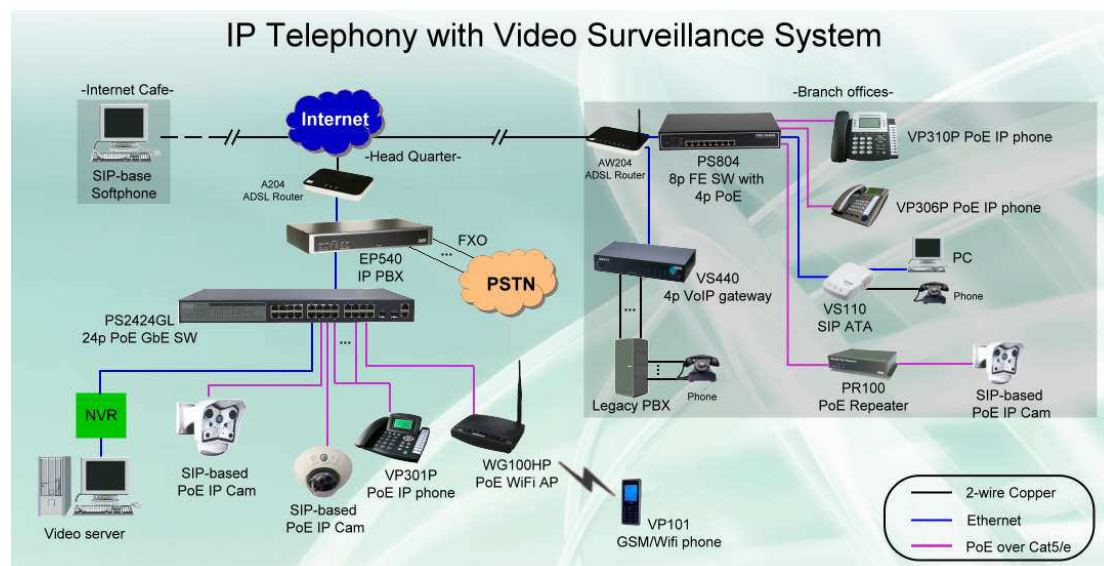 IP Telephony with Video Surveillance System
-Internet Cafe-
SIP-base
Softphone
Internet
-Head Quarter-
A204
ADSL Router
EP540
IP PBX
FXO
...
PSTN
PS2424GL
24p PoE GbE SW
...
NVR
Video server
SIP-based
PoE IP Cam
SIP-based
PoE IP Cam
VP301P
PoE IP phone
WG100HP
PoE WiFi AP
VP101
GSM/Wifi phone
-Branch offices-
AW204
ADSL Router
PS804
8p FE SW with
4p PoE
VP310P PoE IP phone
VP306P PoE IP phone
PC
Phone
VS110
SIP ATA
VS440
4p VoIP gateway
...
Legacy PBX
Phone
PR100
PoE Repeater
SIP-based
PoE IP Cam
2-wire Copper
Ethernet
PoE over Cat5/e